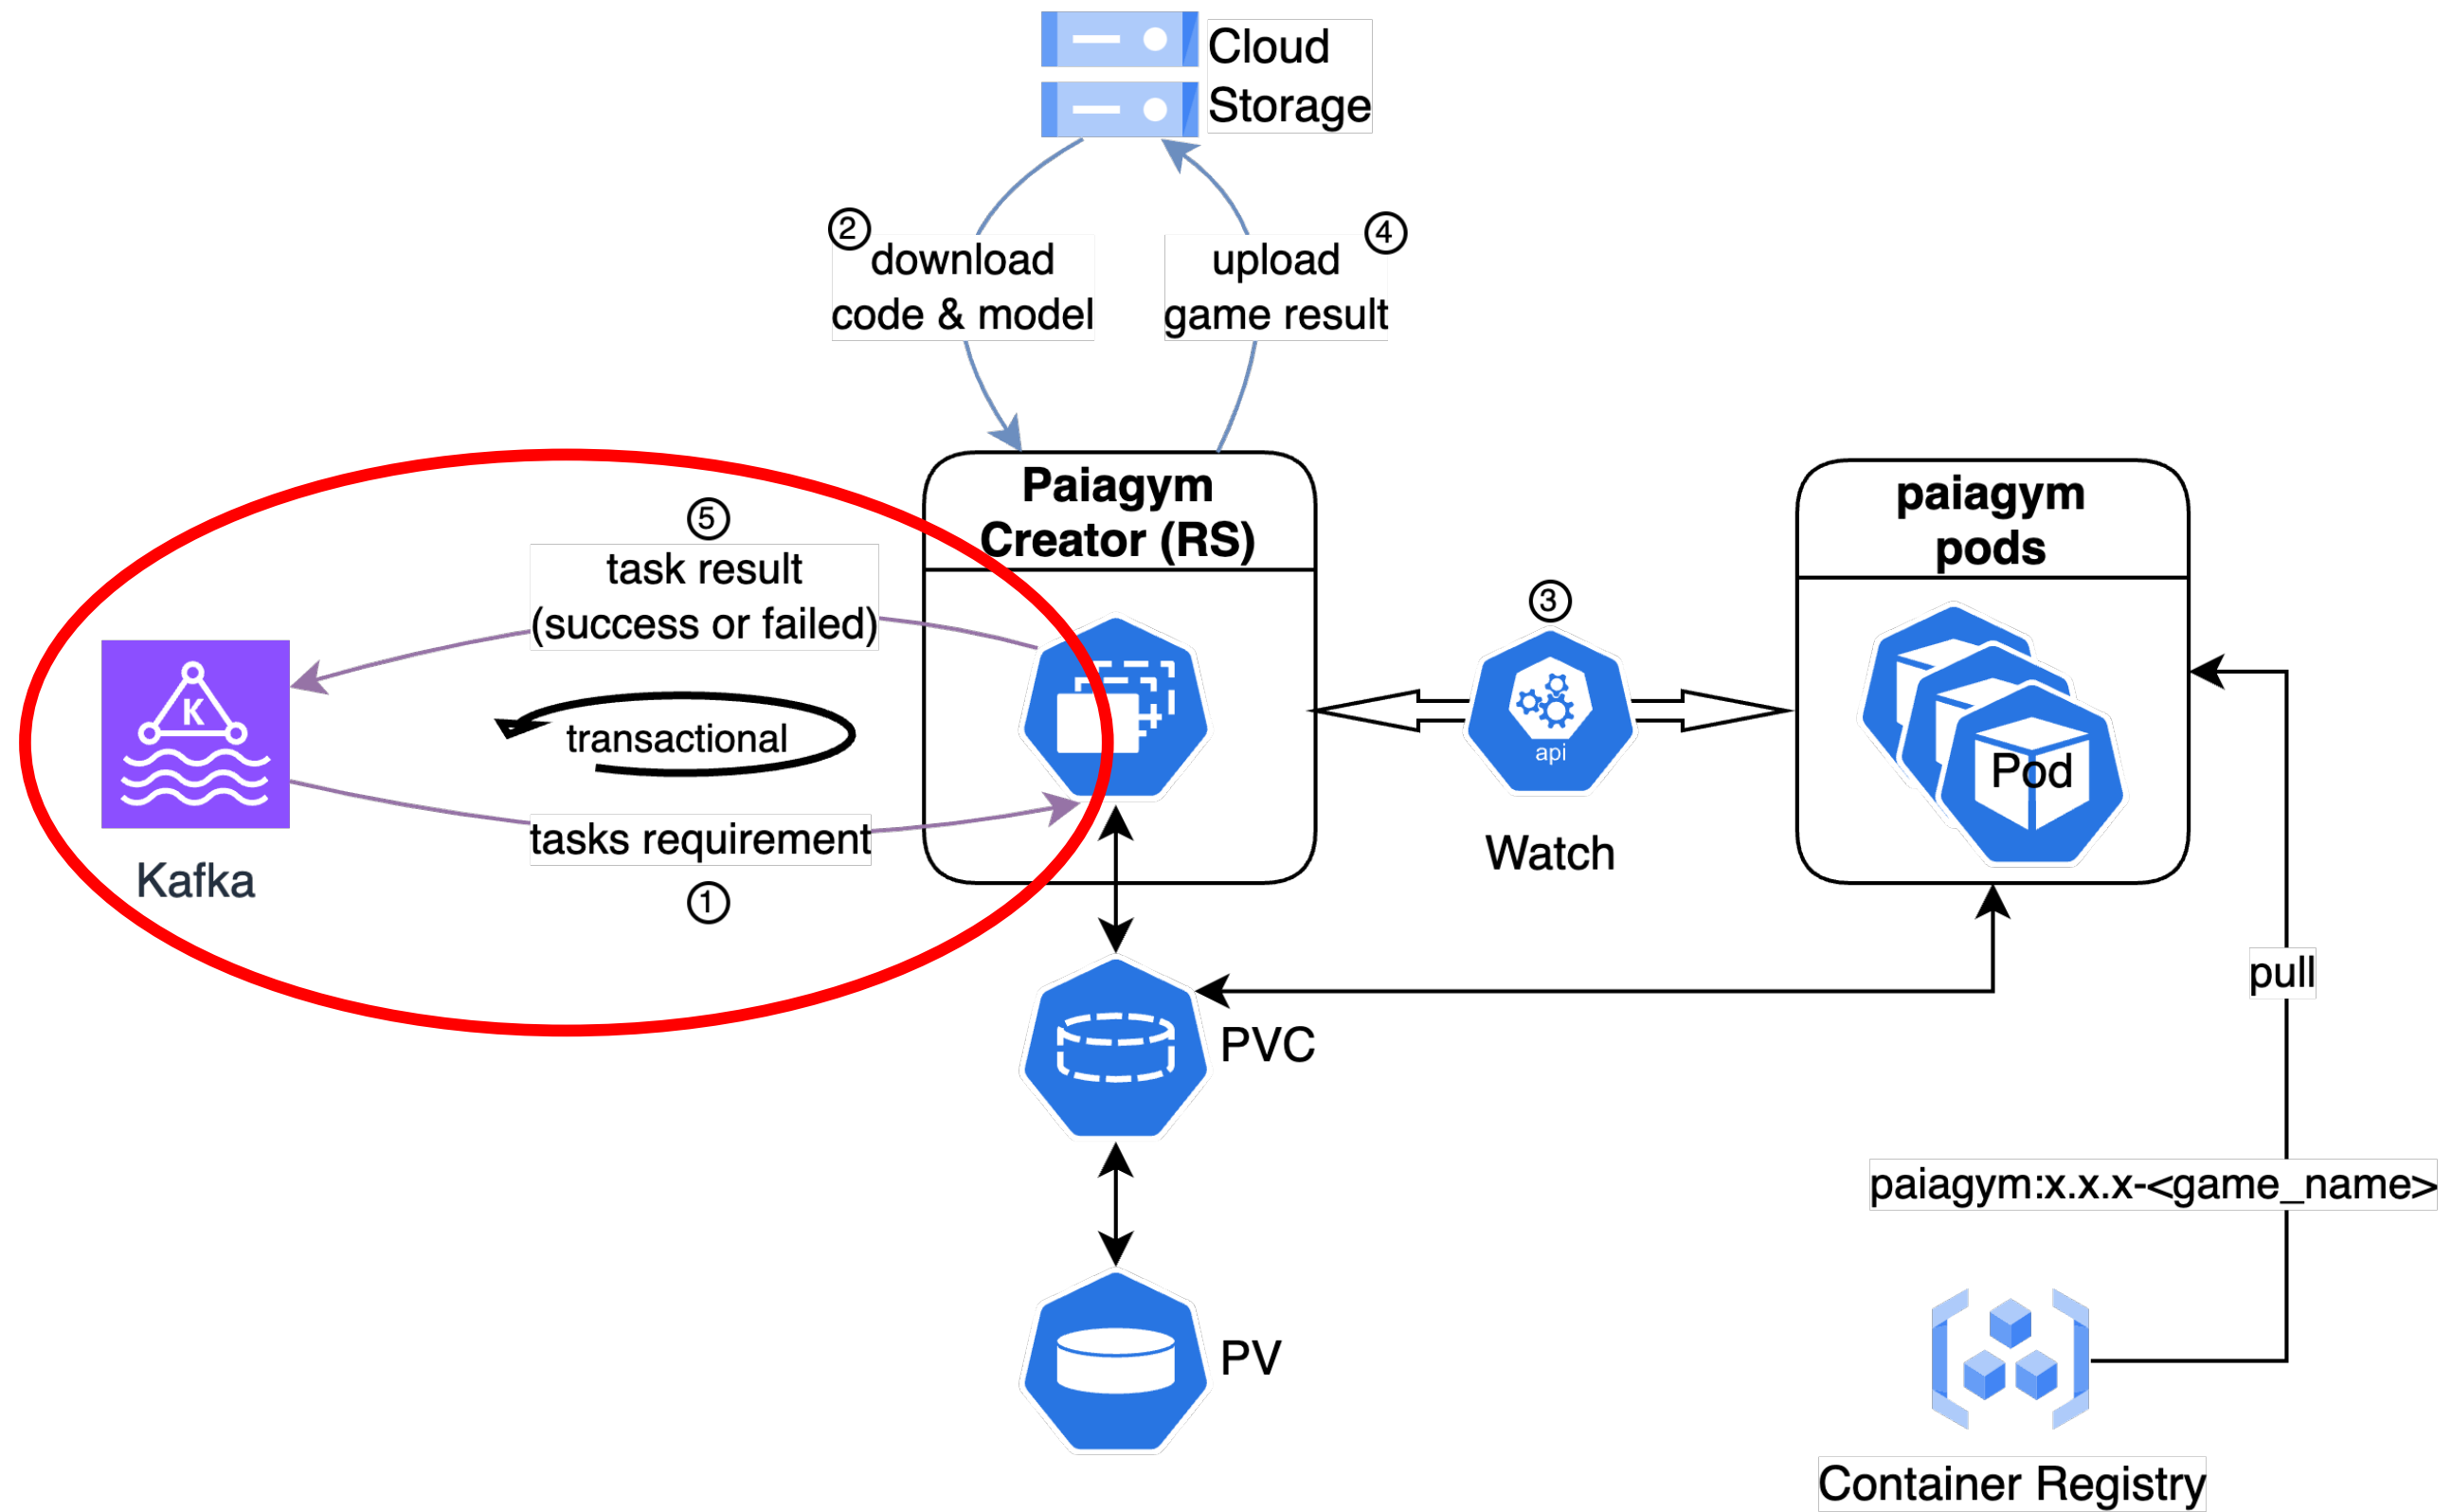 Cloud
Storage
②
download
code & model
④
upload
game result
Paiagym
Creator (RS)
paiagym
pods
⑤
task result
(success or failed)
③
K
transactional
api
Pod
tasks requirement
Watch
Kafka
①
pull
PVC
paiagym:x.x.x-<game_name>
PV
Container Registry